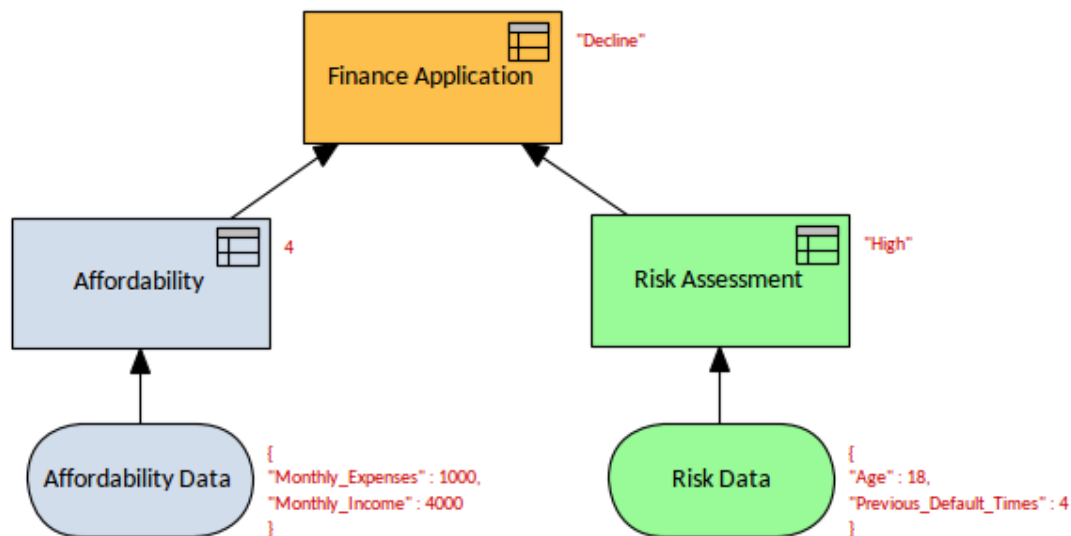 "Decline"
Finance Application
4
"High"
Affordability
Risk Assessment
Affordability Data
{
"Monthly_Expenses" : 1000,
"Monthly_Income" : 4000
}
Risk Data
{
"Age" : 18,
"Previous_Default_Times" : 4
}